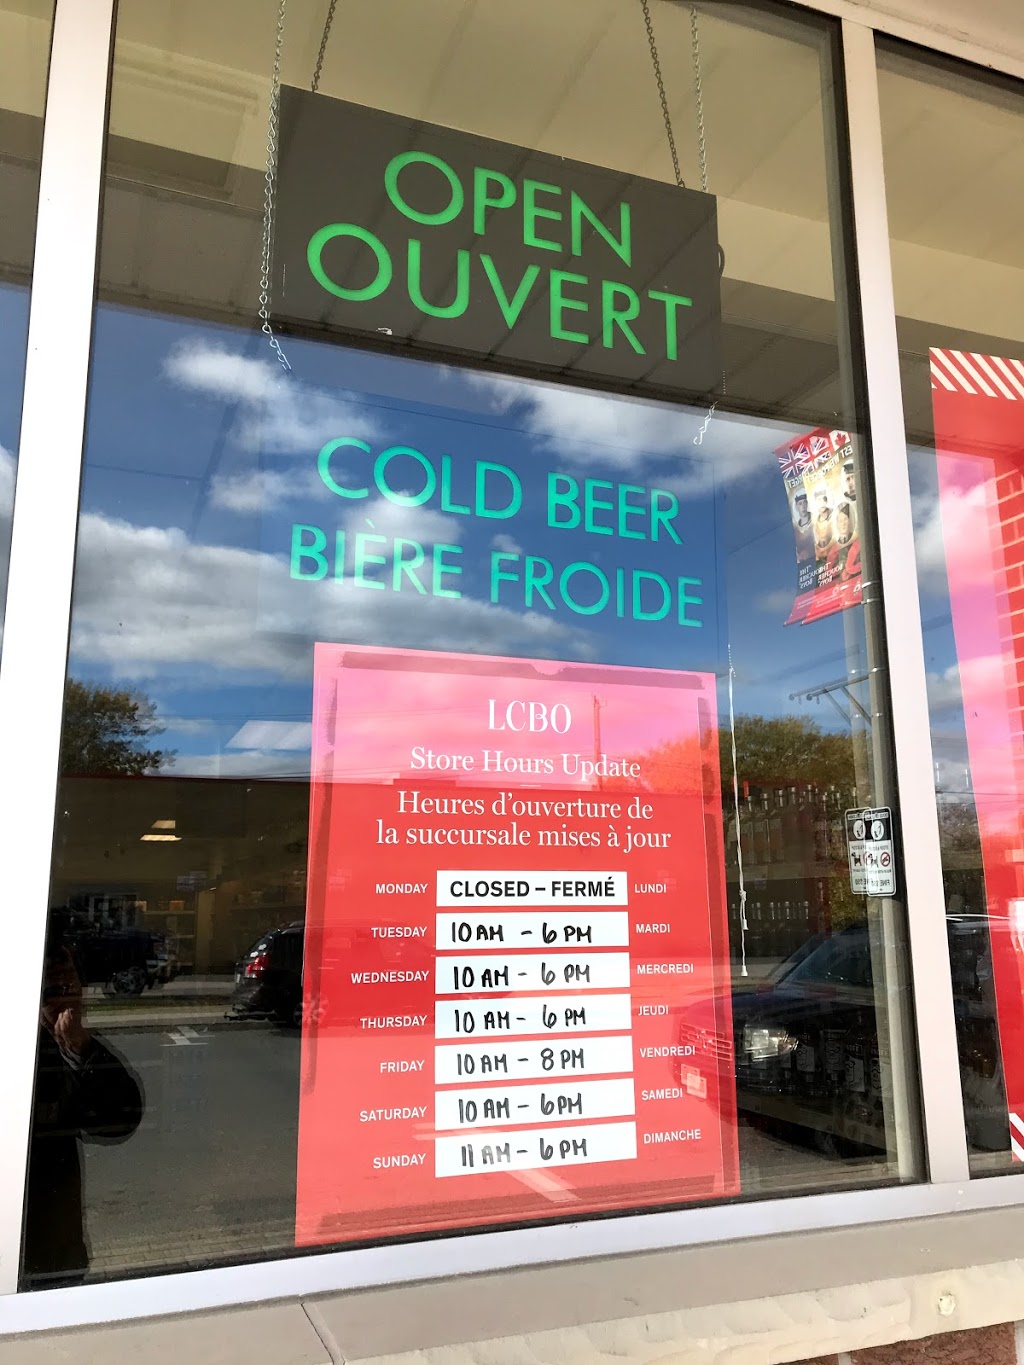 OPEN
OUVERT
COLD BEER
BIÈRE FROIDE
LCBO
Store Hours Update
Heures d'ouverture de
la succursale mises à jour
MONDAY CLOSED – FERMÉ LUNDI
TUESDAY 10 AM - 6 PM MARDI
WEDNESDAY 10 AM - 6 PM MERCREDI
THURSDAY 10 AM - 6 PM JEUDI
FRIDAY 10 AM - 8 PM VENDREDI
SATURDAY 10 AM - 6 PM SAMEDI
SUNDAY 11 AM - 6 PM DIMANCHE